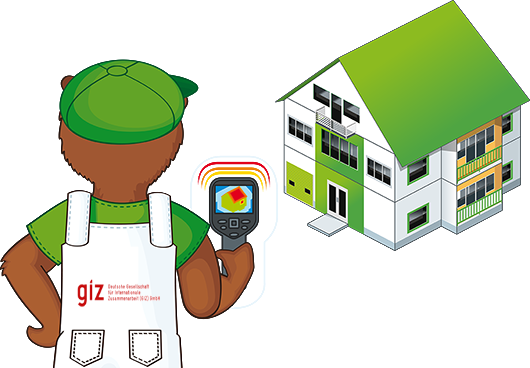 giz Deutsche Gesellschaft
für Internationale
Zusammenarbeit (GIZ) GmbH